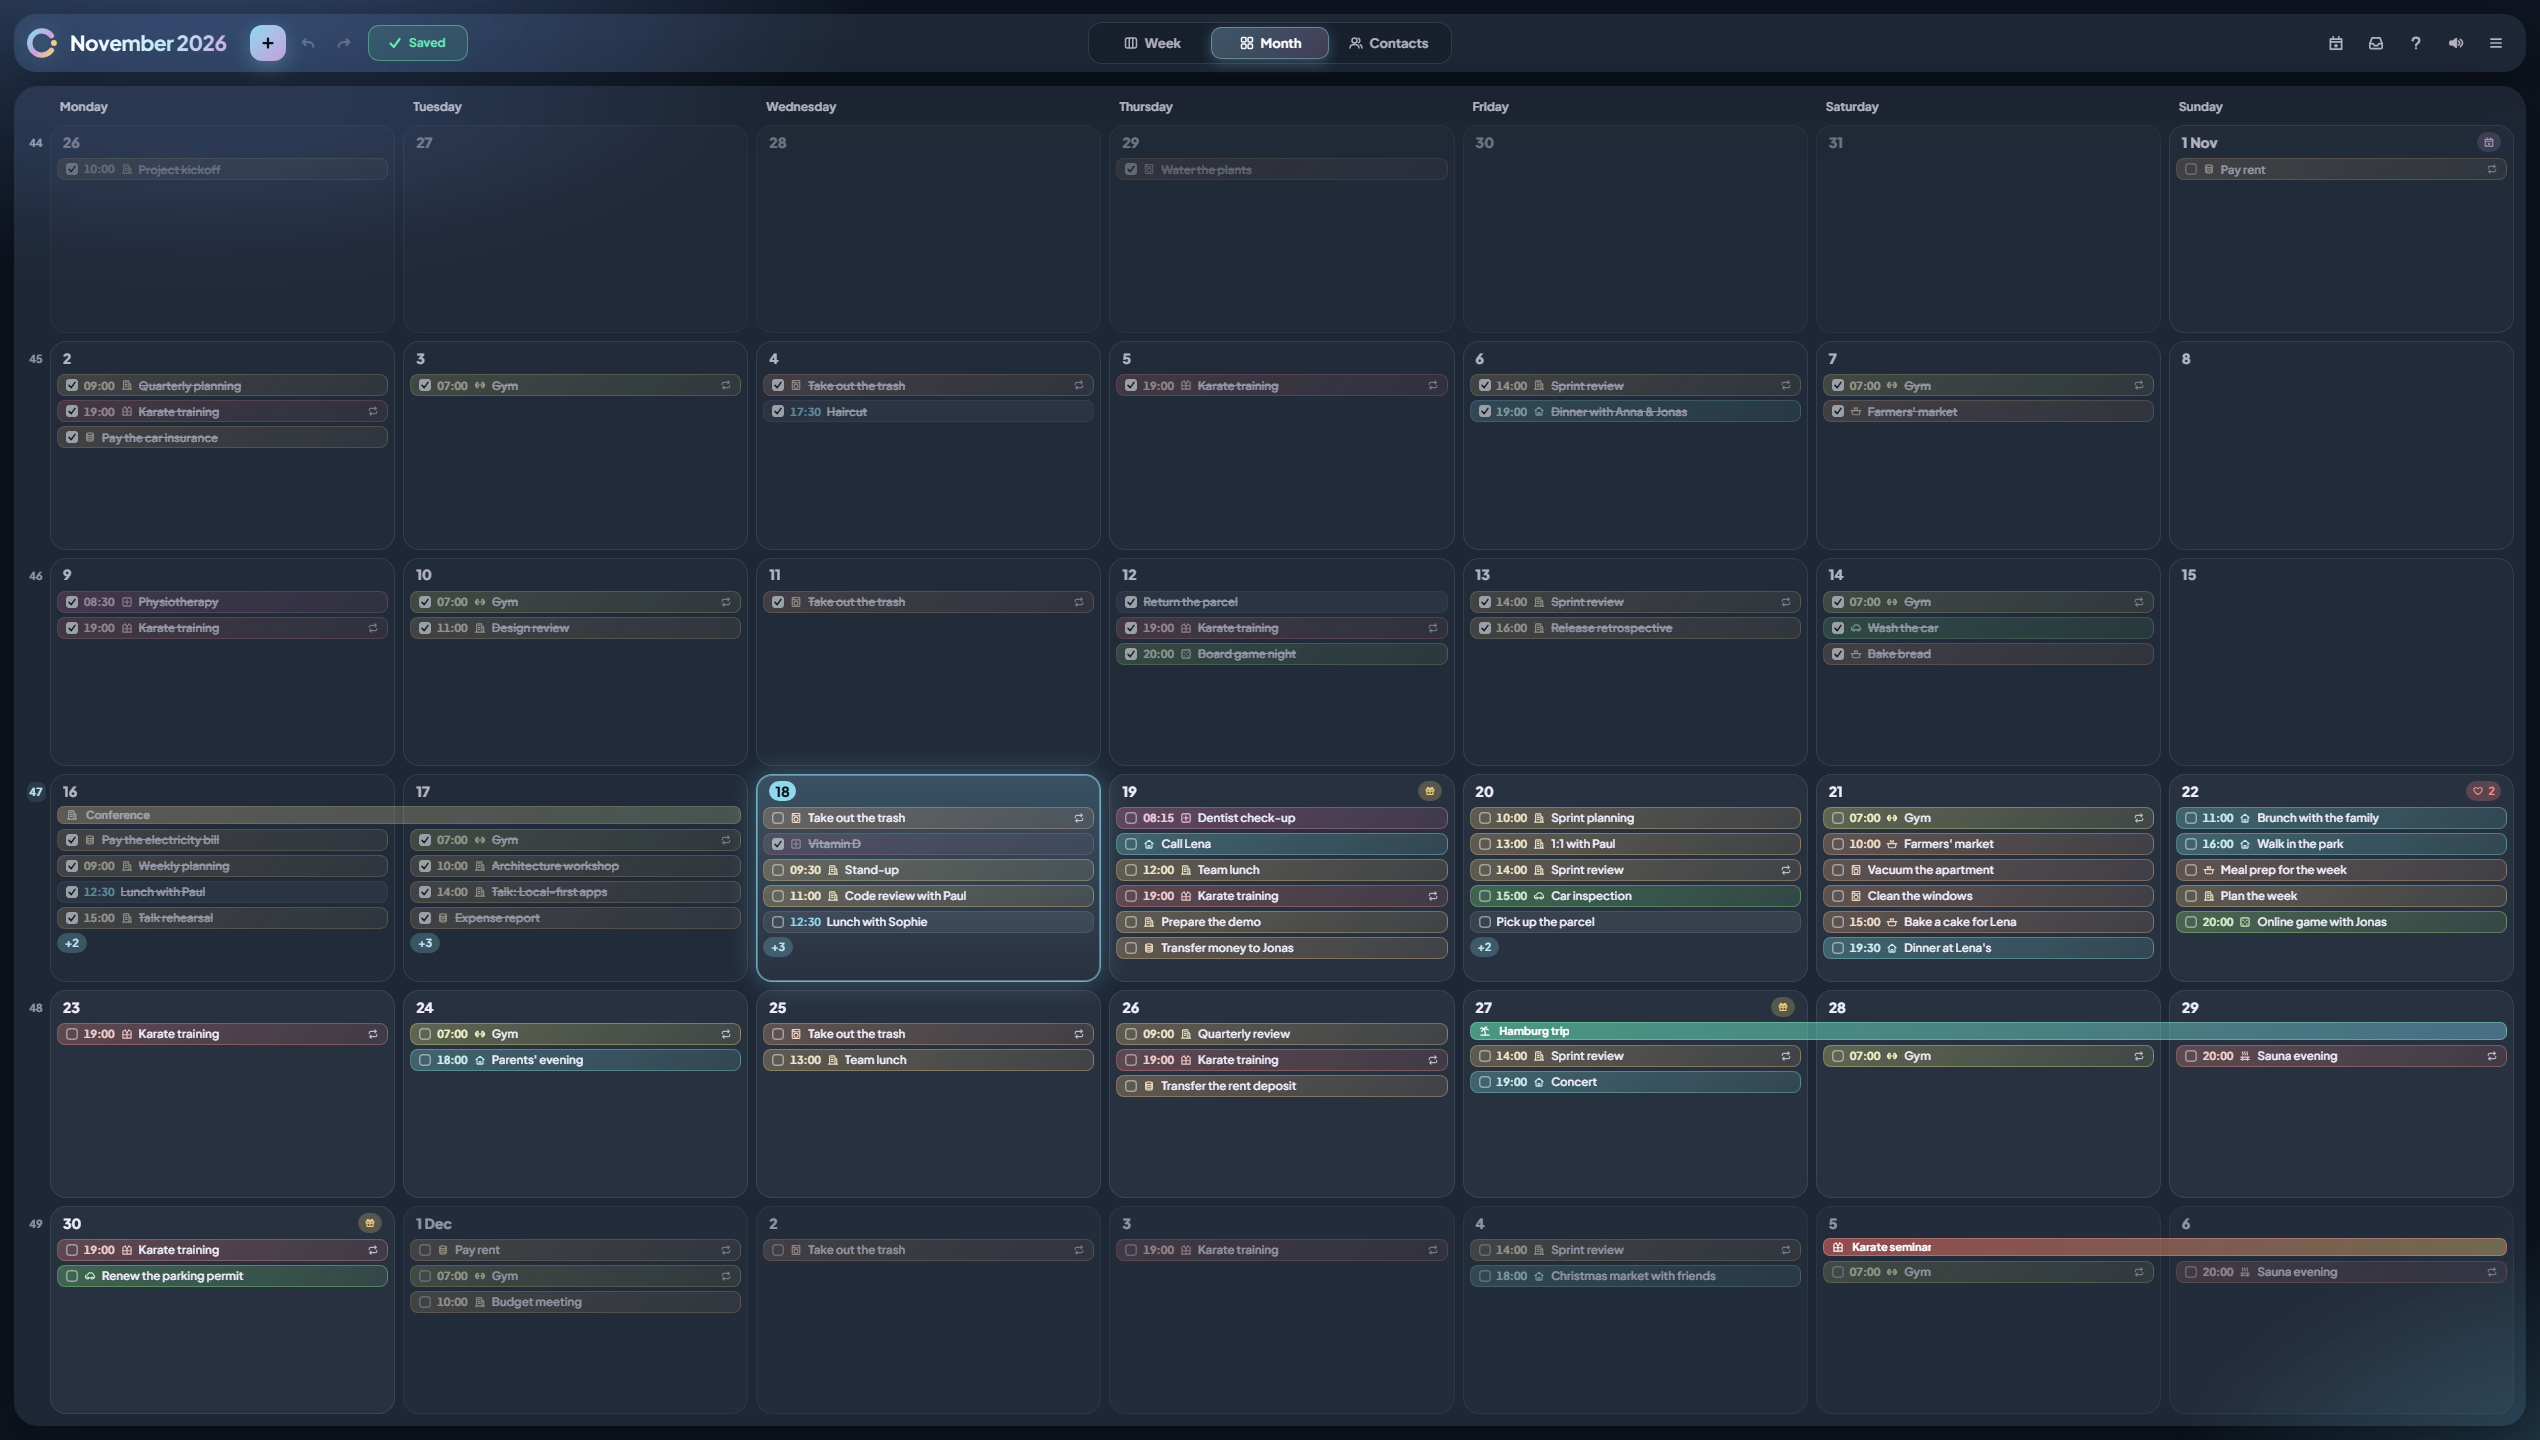 November 2026
Saved
Week
Month
Contacts
?
Monday
Tuesday
Wednesday
Thursday
Friday
Saturday
Sunday
44
26
10:00 Project kickoff
27
28
29
Water the plants
30
31
1 Nov
Pay rent
45
2
09:00 Quarterly planning
19:00 Karate training
Pay the car insurance
3
07:00 Gym
4
Take out the trash
17:30 Haircut
5
19:00 Karate training
6
14:00 Sprint review
19:00 Dinner with Anna & Jonas
7
07:00 Gym
Farmers' market
8
46
9
08:30 Physiotherapy
19:00 Karate training
10
07:00 Gym
11:00 Design review
11
Take out the trash
12
Return the parcel
19:00 Karate training
20:00 Board game night
13
14:00 Sprint review
16:00 Release retrospective
14
07:00 Gym
Wash the car
Bake bread
15
47
16
Conference
Pay the electricity bill
09:00 Weekly planning
12:30 Lunch with Paul
15:00 Talk rehearsal
+2
17
07:00 Gym
10:00 Architecture workshop
14:00 Talk: Local-first apps
Expense report
+3
18
Take out the trash
Vitamin D
09:30 Stand-up
11:00 Code review with Paul
12:30 Lunch with Sophie
+3
19
08:15 Dentist check-up
Call Lena
12:00 Team lunch
19:00 Karate training
Prepare the demo
Transfer money to Jonas
20
10:00 Sprint planning
13:00 1:1 with Paul
14:00 Sprint review
15:00 Car inspection
Pick up the parcel
+2
21
07:00 Gym
10:00 Farmers' market
Vacuum the apartment
Clean the windows
15:00 Bake a cake for Lena
19:30 Dinner at Lena's
22
2
11:00 Brunch with the family
16:00 Walk in the park
Meal prep for the week
Plan the week
20:00 Online game with Jonas
48
23
19:00 Karate training
24
07:00 Gym
18:00 Parents' evening
25
Take out the trash
13:00 Team lunch
26
09:00 Quarterly review
19:00 Karate training
Transfer the rent deposit
27
Hamburg trip
14:00 Sprint review
19:00 Concert
28
07:00 Gym
29
20:00 Sauna evening
49
30
19:00 Karate training
Renew the parking permit
1 Dec
Pay rent
07:00 Gym
10:00 Budget meeting
2
Take out the trash
3
19:00 Karate training
4
14:00 Sprint review
18:00 Christmas market with friends
5
Karate seminar
07:00 Gym
6
20:00 Sauna evening